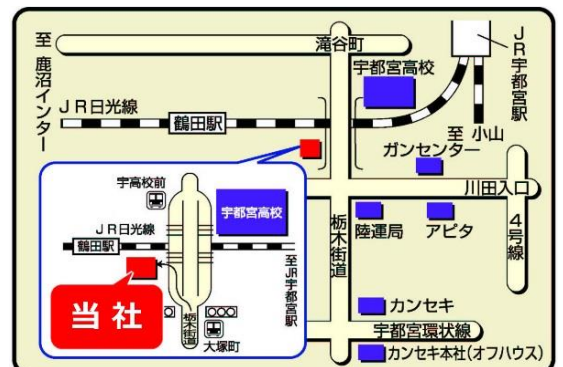 至 鹿沼インター
滝谷町
宇都宮高校
JR宇都宮駅
JR日光線
鶴田駅
至 小山
ガンセンター
川田入口
4号線
栃木街道
陸運局
アピタ
カンセキ
宇都宮環状線
カンセキ本社(オフハウス)
宇高校前
宇都宮高校
JR日光線
鶴田駅
至JR宇都宮駅
当社
栃木街道
大塚町